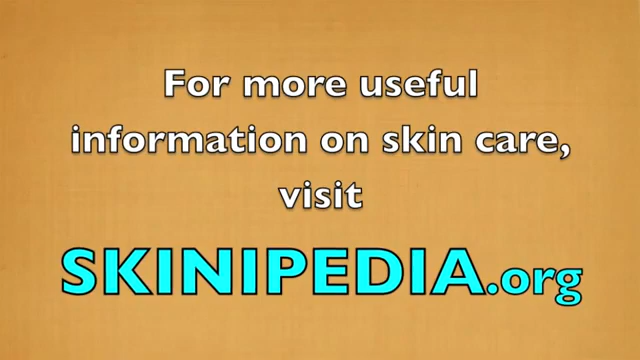 For more useful
information on skin care,
visit
SKINIPEDIA.org